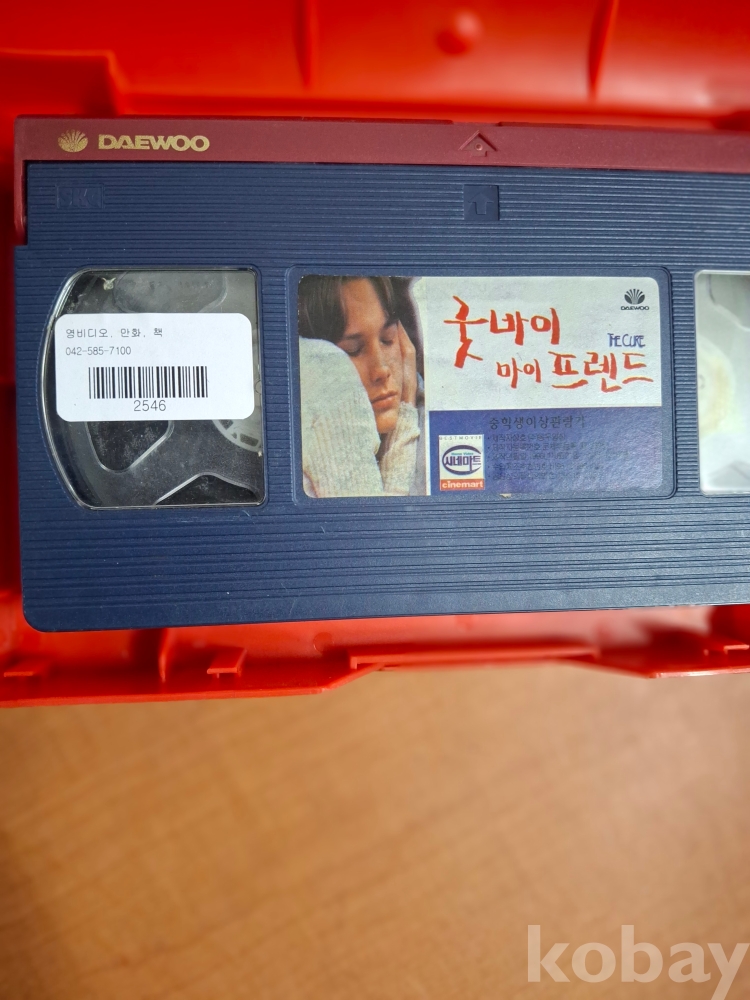 DAEWOO
영비디오, 만화, 책
042-585-7100
2546
굿바이
마이 프렌드
THE CURE
DAEWOO
중학생이상관람가
BESTMOVIE
시네마트
cinemart
kobay